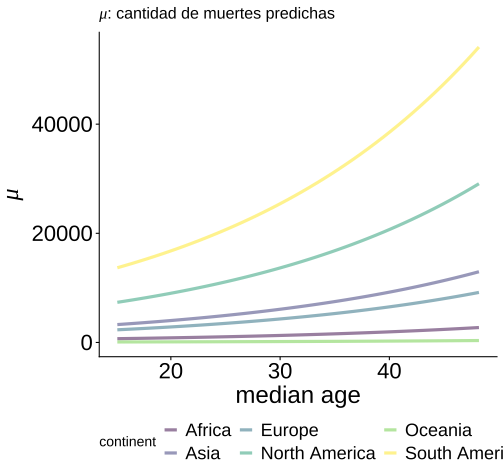 μ: cantidad de muertes predichas
μ
40000
20000
0
20 30 40
median age
continent
Africa Europe Oceania
Asia North America South Ameri